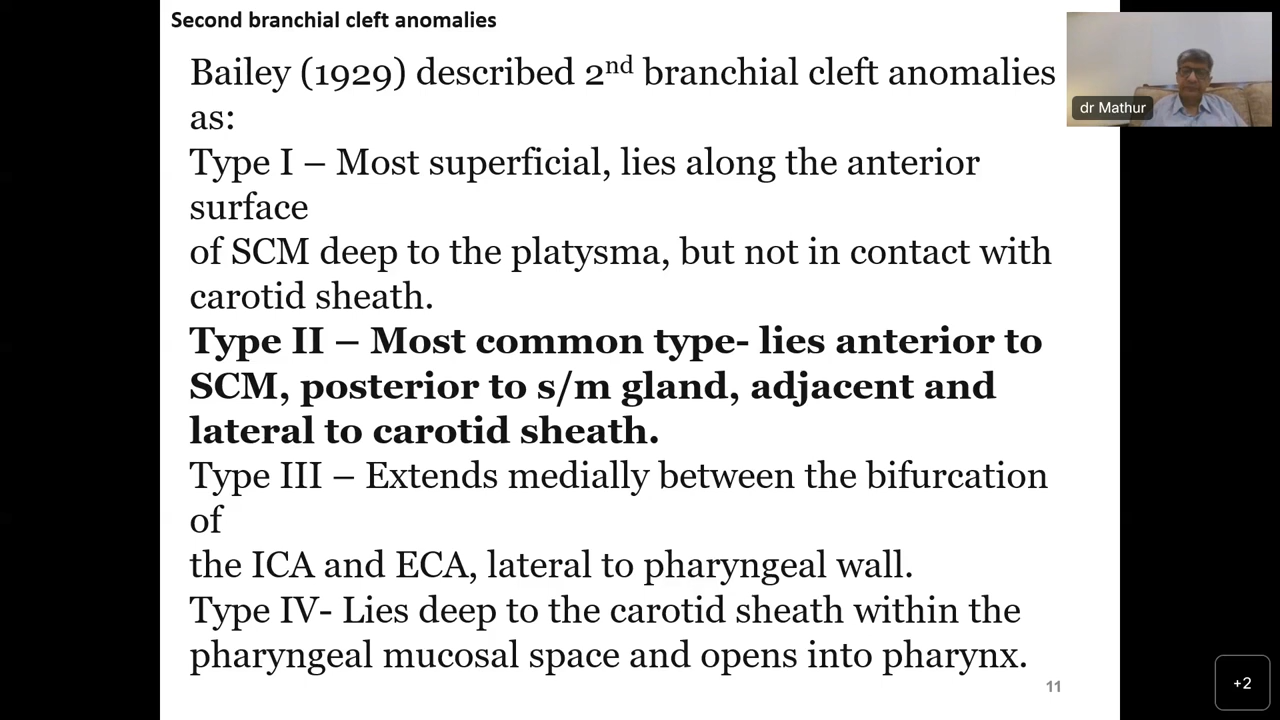 Second branchial cleft anomalies
Bailey (1929) described 2nd branchial cleft anomalies
as:
Type I – Most superficial, lies along the anterior
surface
of SCM deep to the platysma, but not in contact with
carotid sheath.
Type II – Most common type- lies anterior to
SCM, posterior to s/m gland, adjacent and
lateral to carotid sheath.
Type III – Extends medially between the bifurcation
of
the ICA and ECA, lateral to pharyngeal wall.
Type IV- Lies deep to the carotid sheath within the
pharyngeal mucosal space and opens into pharynx.
11
dr Mathur
+2